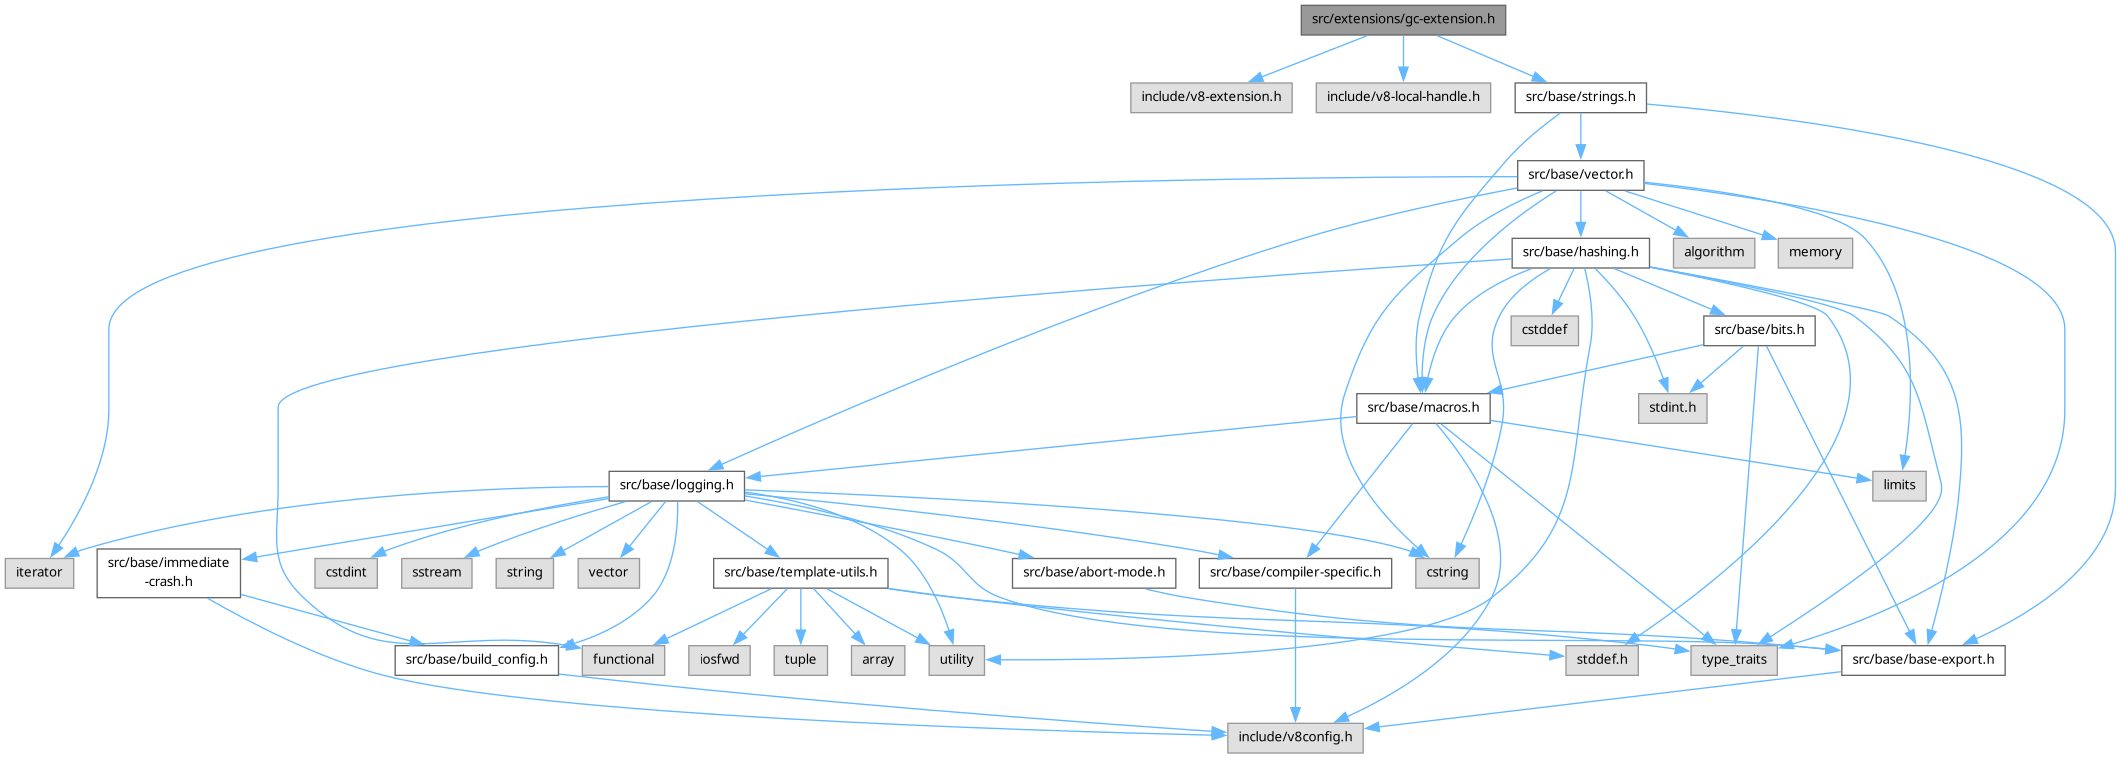 src/extensions/gc-extension.h
include/v8-extension.h
include/v8-local-handle.h
src/base/strings.h
src/base/vector.h
src/base/hashing.h
algorithm
memory
cstddef
src/base/bits.h
src/base/macros.h
stdint.h
src/base/logging.h
limits
iterator
src/base/immediate
-crash.h
cstdint
sstream
string
vector
src/base/template-utils.h
src/base/abort-mode.h
src/base/compiler-specific.h
cstring
src/base/build_config.h
functional
iosfwd
tuple
array
utility
stddef.h
type_traits
src/base/base-export.h
include/v8config.h